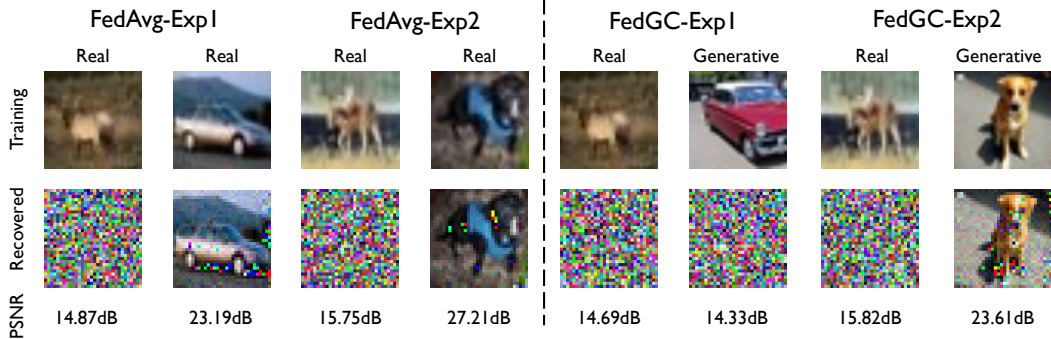 FedAvg-Exp1 FedAvg-Exp2 FedGC-Exp1 FedGC-Exp2
Real Real Real Real Real Generative Real Generative
Training
Recovered
PSNR 14.87dB 23.19dB 15.75dB 27.21dB 14.69dB 14.33dB 15.82dB 23.61dB